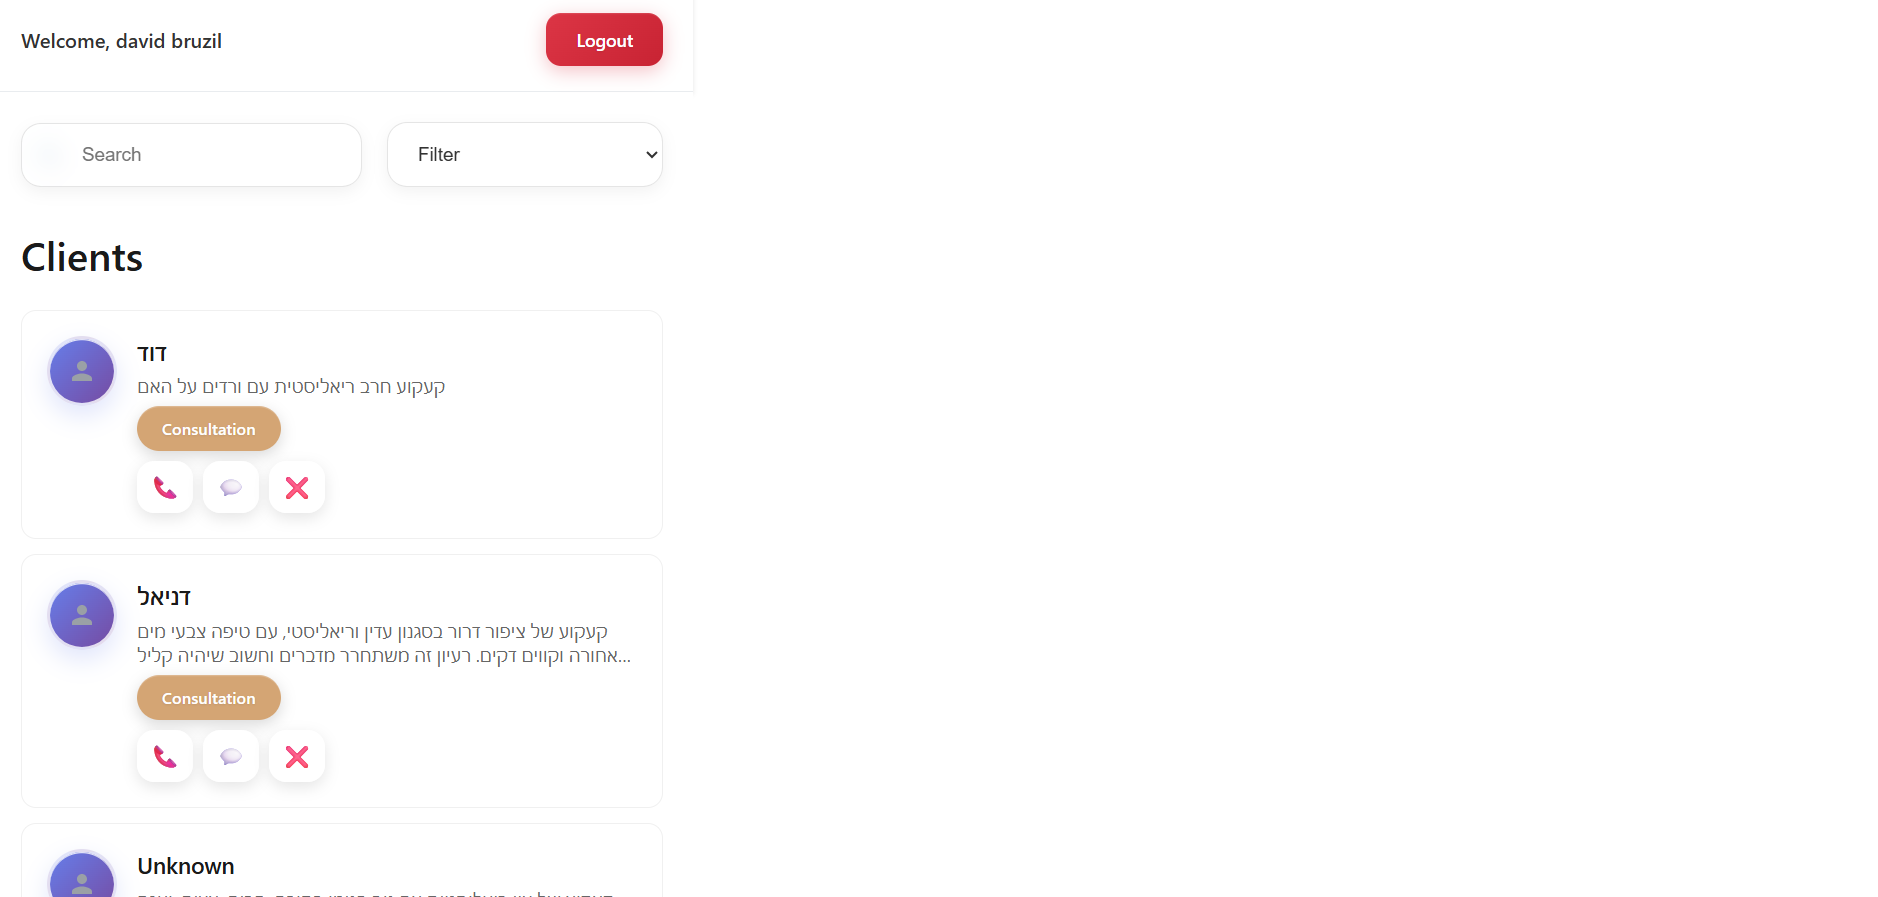 Welcome, david bruzil
Logout
Search
Filter
Clients
דוד
קעקוע חרב ריאליסטית עם ורדים על האם
Consultation
דניאל
קעקוע של ציפור דרור בסגנון עדין וריאליסטי, עם טיפה צבעי מים
אחורה וקווים דקים. רעיון זה משתחרר מדברים וחשוב שיהיה קליל...
Consultation
Unknown